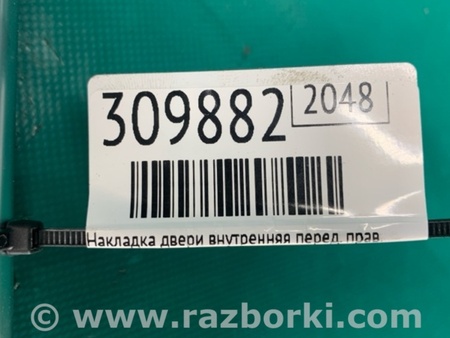 309882 2048
Накладка двери внутренняя перед. прав.
© www.razborki.com